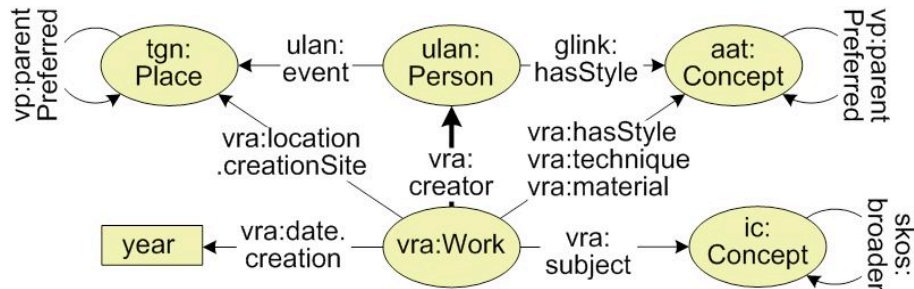 vp:parent
Preferred
tgn:
Place
ulan:
event
ulan:
Person
glink:
hasStyle
aat:
Concept
vp:parent
Preferred
vra:location
.creationSite
vra:
creator
vra:hasStyle
vra:technique
vra:material
year
vra:date.
creation
vra:Work
vra:
subject
ic:
Concept
skos:
broader